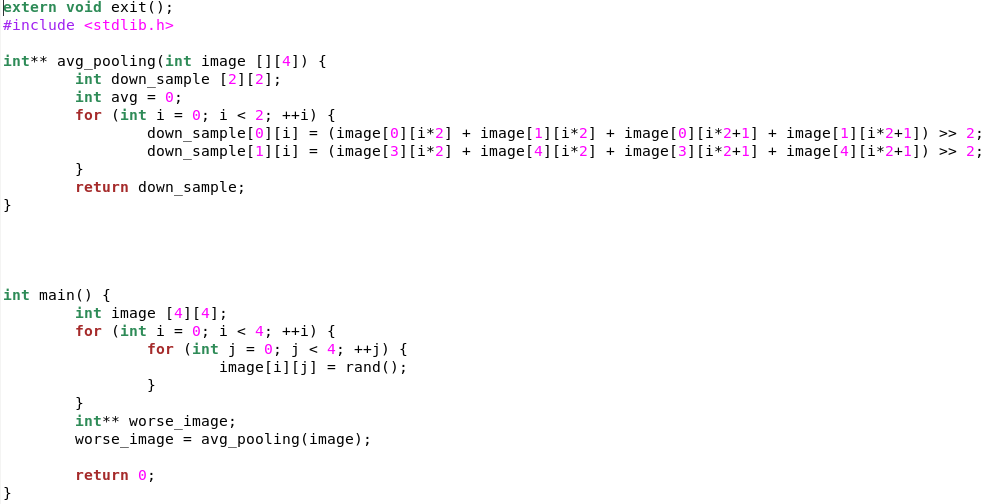 extern void exit();
#include <stdlib.h>
int** avg_pooling(int image [][4]) {
        int down_sample [2][2];
        int avg = 0;
        for (int i = 0; i < 2; ++i) {
                down_sample[0][i] = (image[0][i*2] + image[1][i*2] + image[0][i*2+1] + image[1][i*2+1]) >> 2;
                down_sample[1][i] = (image[3][i*2] + image[4][i*2] + image[3][i*2+1] + image[4][i*2+1]) >> 2;
        }
        return down_sample;
}
int main() {
        int image [4][4];
        for (int i = 0; i < 4; ++i) {
                for (int j = 0; j < 4; ++j) {
                        image[i][j] = rand();
                }
        }
        int** worse_image;
        worse_image = avg_pooling(image);
        return 0;
}